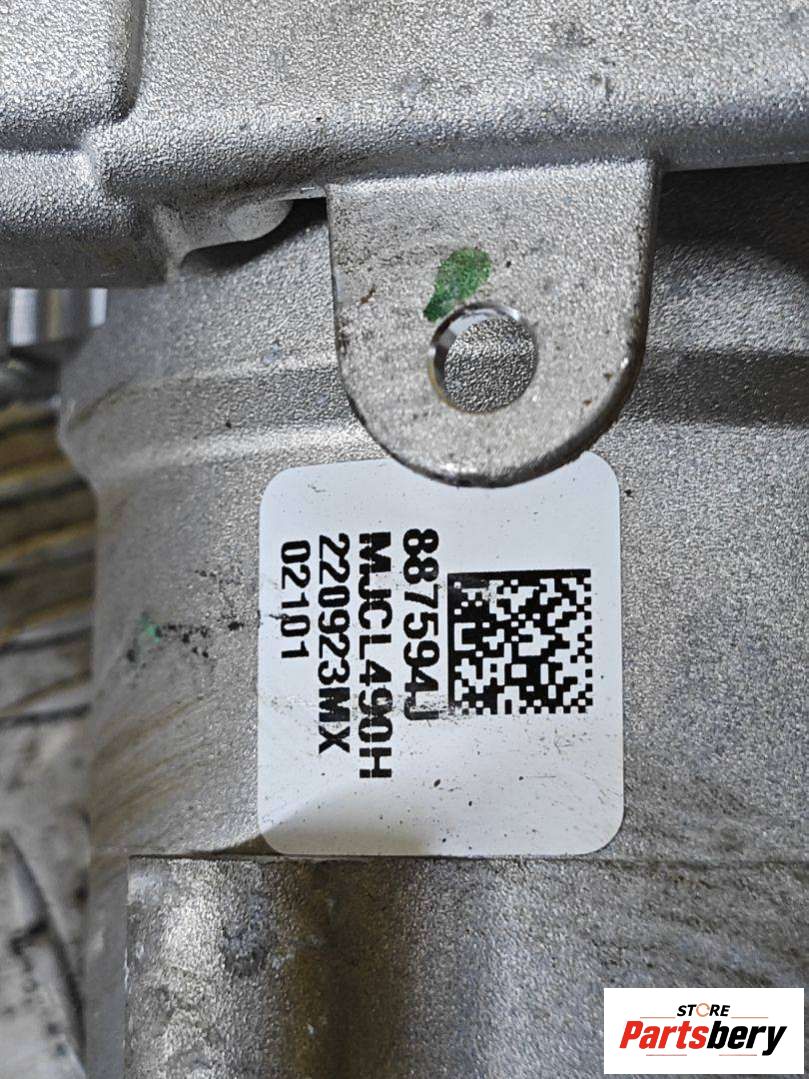 887594J
MJCL490H
220923MX
02101
STORE
Partsbery